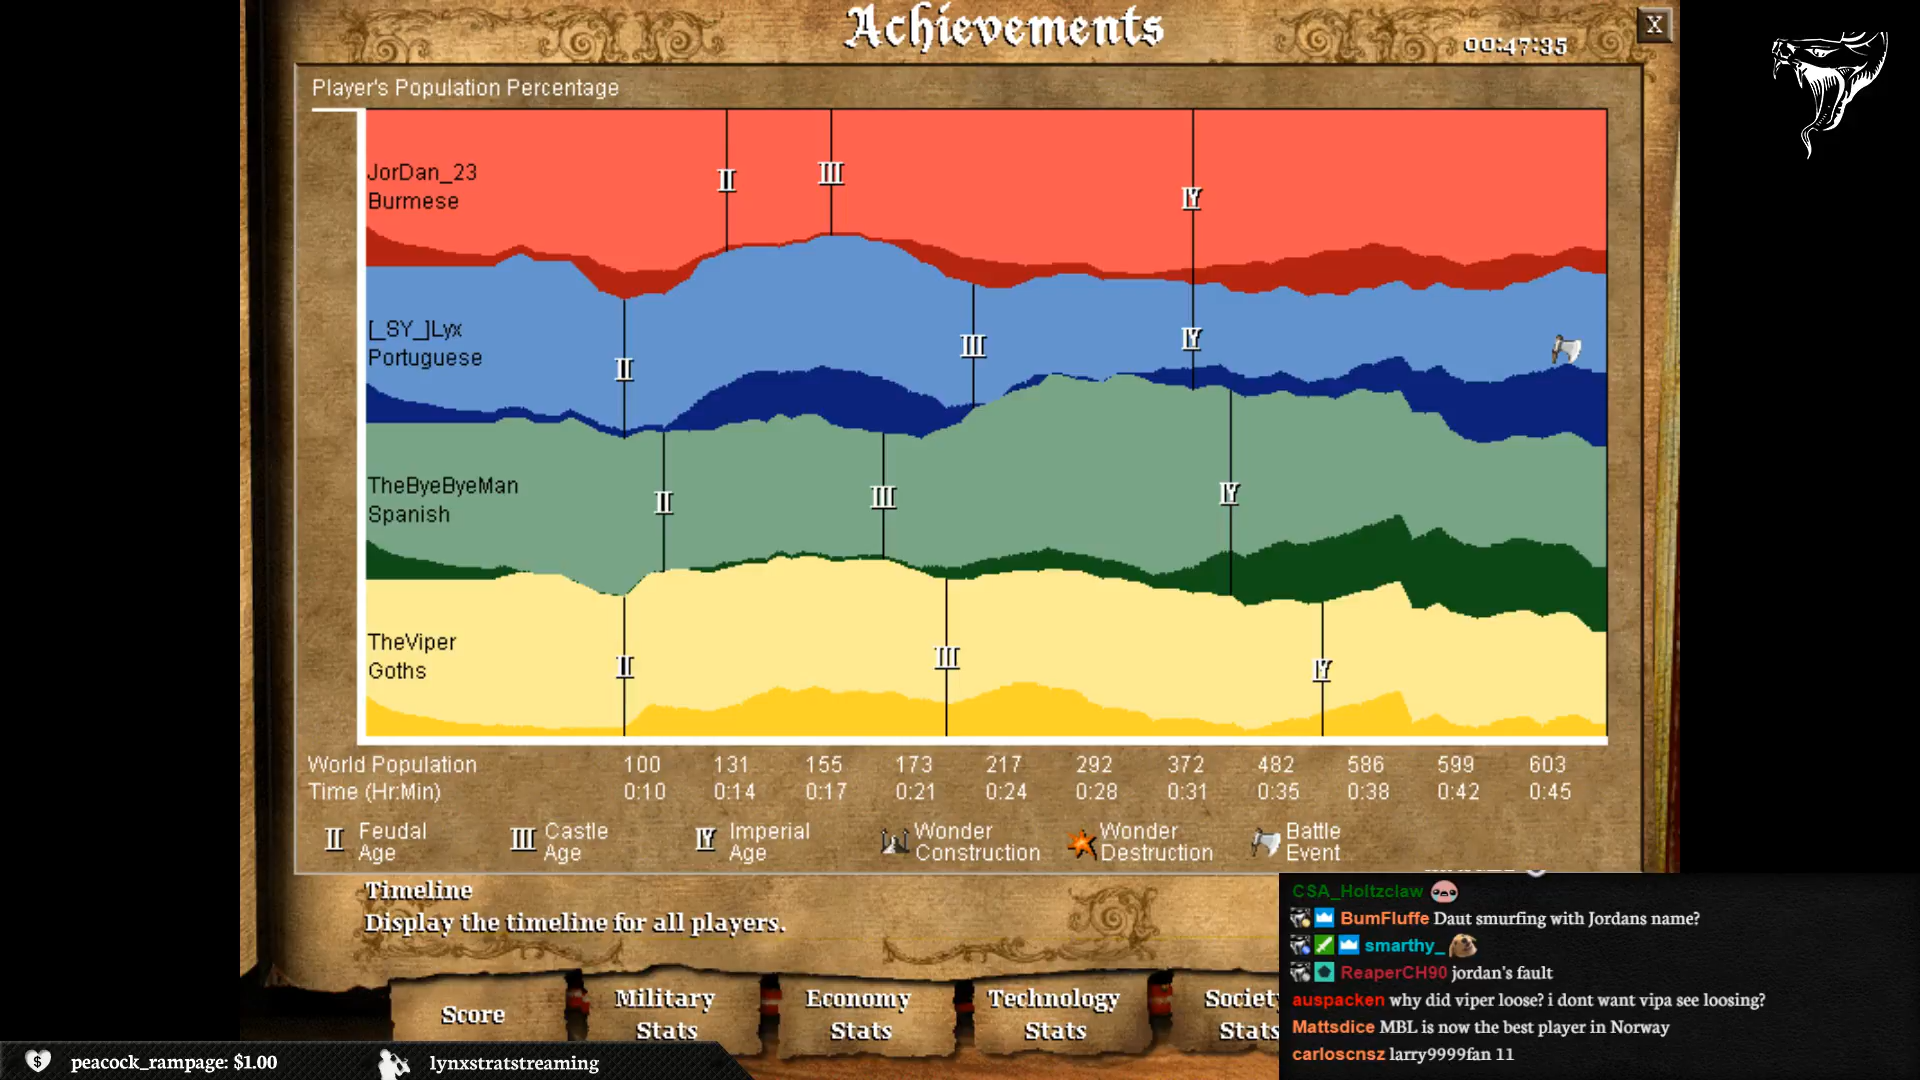 Achievements
00:47:35
X
Player's Population Percentage
JorDan_23
Burmese
II
III
IV
[_SY_]Lyx
Portuguese
II
III
IV
TheByeByeMan
Spanish
II
III
IV
TheViper
Goths
II
III
IV
World Population 100 131 155 173 217 292 372 482 586 599 603
Time (Hr:Min) 0:10 0:14 0:17 0:21 0:24 0:28 0:31 0:35 0:38 0:42 0:45
II Feudal Age
III Castle Age
IV Imperial Age
Wonder Construction
Wonder Destruction
Battle Event
Timeline
Display the timeline for all players.
Score
Military Stats
Economy Stats
Technology Stats
Society Stats
CSA_Holtzclaw
BumFluffe Daut smurfing with Jordans name?
smarthy_
ReaperCH90 jordan's fault
auspacken why did viper loose? i dont want vipa see loosing?
Mattsdice MBL is now the best player in Norway
carloscnsz larry9999fan 11
peacock_rampage: $1.00
lynxstratstreaming